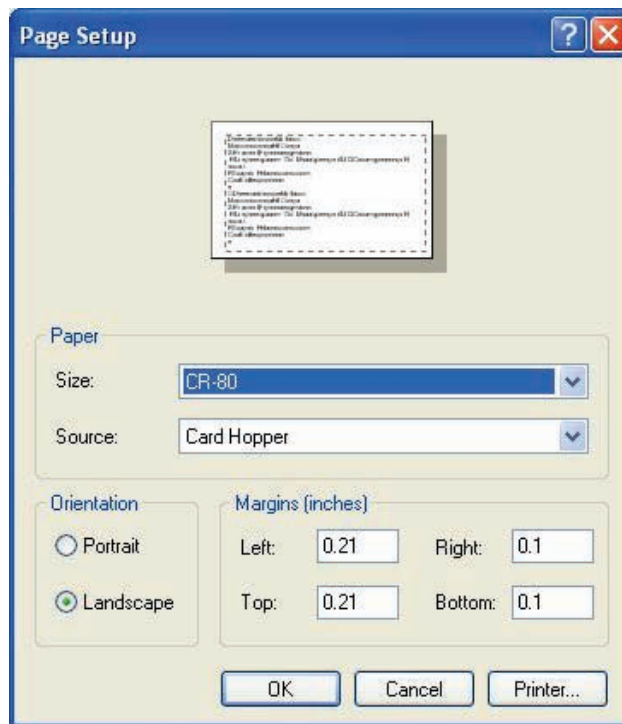 Page Setup
Paper
Size: CR-80
Source: Card Hopper
Orientation
Portrait
Landscape
Margins (inches)
Left: 0.21 Right: 0.1
Top: 0.21 Bottom: 0.1
OK Cancel Printer...